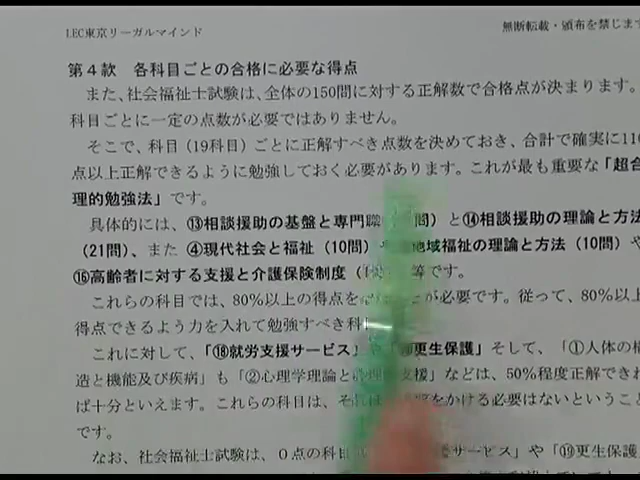 LEC東京リーガルマインド
無断転載・頒布を禁じます
第4款 各科目ごとの合格に必要な得点
また、社会福祉士試験は、全体の150問に対する正解数で合格点が決まります。
科目ごとに一定の点数が必要ではありません。
そこで、科目(19科目)ごとに正解すべき点数を決めておき、合計で確実に110
点以上正解できるように勉強しておく必要があります。これが最も重要な「超合
理的勉強法」です。
具体的には、⑬相談援助の基盤と専門職 問)と⑭相談援助の理論と方法
(21問)、また ④現代社会と福祉(10問)や 地域福祉の理論と方法(10問)や
⑯高齢者に対する支援と介護保険制度( 等です。
これらの科目では、80%以上の得点を が必要です。従って、80%以上
得点できるよう力を入れて勉強すべき科
これに対して、「⑱就労支援サービス」や 更生保護」そして、「①人体の構
造と機能及び疾病」も「②心理学理論と 支援」などは、50%程度正解できれ
ば十分といえます。これらの科目は、それ をかける必要はないということ
です。
なお、社会福祉士試験は、0点の科目 サービス」や「⑲更生保